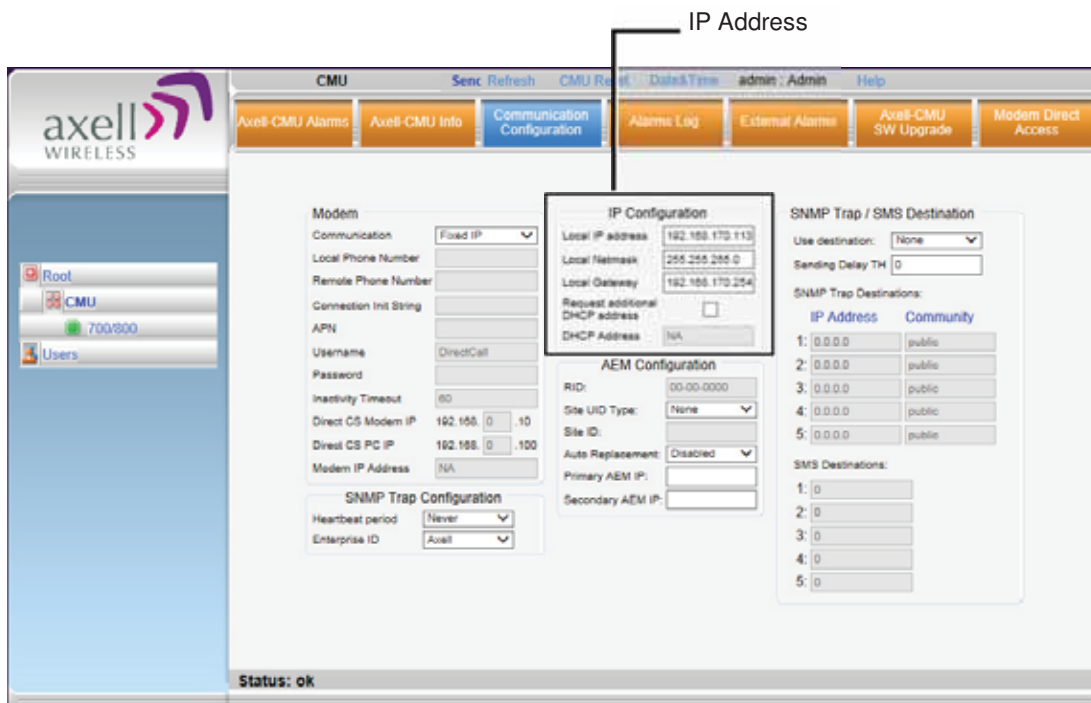 IP Address
axell
WIRELESS
CMU Send Refresh CMU Reset Date&Time admin : Admin Help
Axell-CMU Alarms
Axell-CMU Info
Communication
Configuration
Alarms Log
External Alarms
Axell-CMU
SW Upgrade
Modem Direct
Access
Root
CMU
700/800
Users
Modem
Communication Fixed IP
Local Phone Number
Remote Phone Number
Connection Init String
APN
Username DirectCall
Password
Inactivity Timeout 60
Direct CS Modem IP 192.168. 0 .10
Direct CS PC IP 192.168. 0 .100
Modem IP Address NA
SNMP Trap Configuration
Heartbeat period Never
Enterprise ID Axell
IP Configuration
Local IP address 192.168.170.113
Local Netmask 255.255.255.0
Local Gateway 192.168.170.254
Request additional
DHCP address
DHCP Address NA
AEM Configuration
RID: 00-00-0000
Site UID Type: None
Site ID:
Auto Replacement: Disabled
Primary AEM IP:
Secondary AEM IP:
SNMP Trap / SMS Destination
Use destination: None
Sending Delay TH 0
SNMP Trap Destinations:
IP Address Community
1: 0.0.0.0 public
2: 0.0.0.0 public
3: 0.0.0.0 public
4: 0.0.0.0 public
5: 0.0.0.0 public
SMS Destinations:
1: 0
2: 0
3: 0
4: 0
5: 0
Status: ok